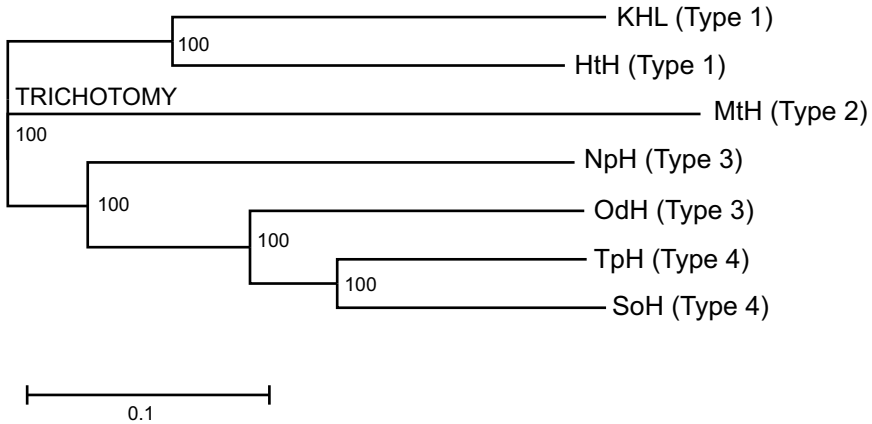 KHL (Type 1)
100
HtH (Type 1)
TRICHOTOMY
MtH (Type 2)
100
NpH (Type 3)
100
OdH (Type 3)
100
TpH (Type 4)
100
SoH (Type 4)
0.1